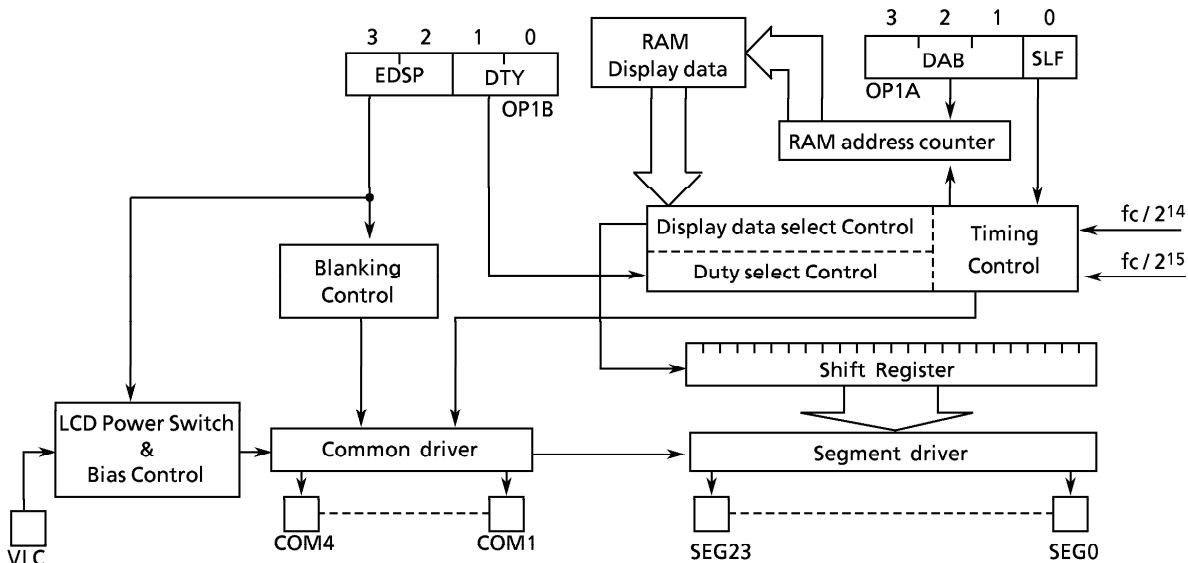 3 2 1 0
EDSP DTY
OP1B
RAM
Display data
3 2 1 0
DAB SLF
OP1A
RAM address counter
Display data select Control
Duty select Control
Timing
Control
fc / 2¹⁴
fc / 2¹⁵
Blanking
Control
Shift Register
LCD Power Switch
&
Bias Control
Common driver
Segment driver
VLC
COM4
COM1
SEG23
SEG0